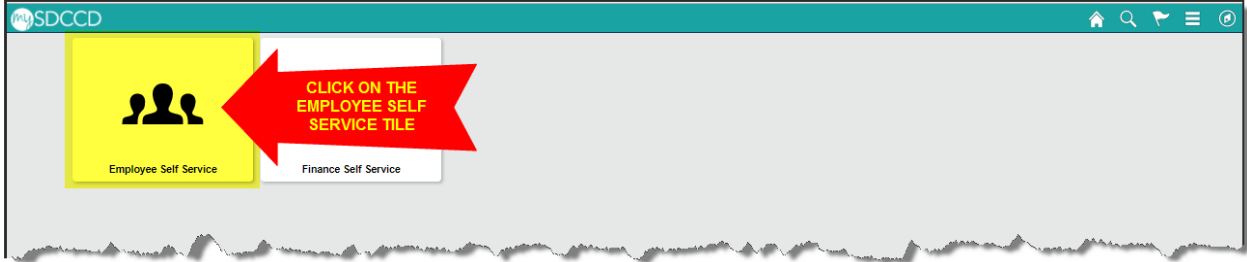 mySDCCD
CLICK ON THE
EMPLOYEE SELF
SERVICE TILE
Employee Self Service
Finance Self Service